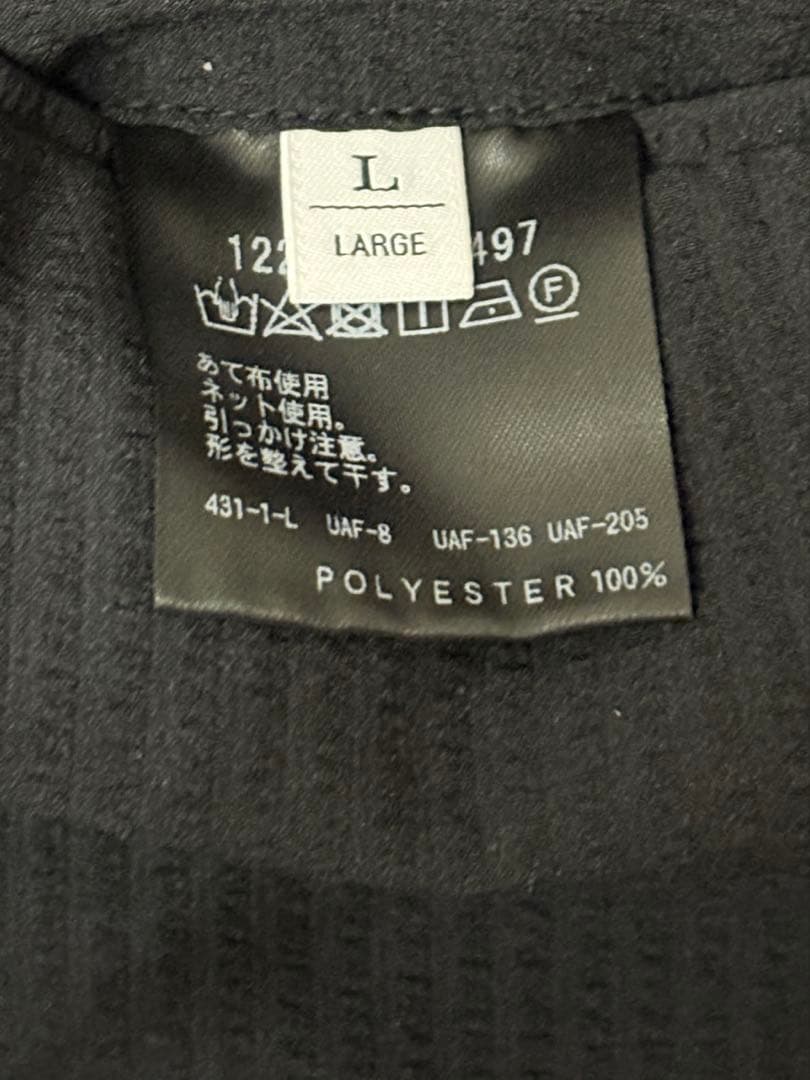 L
LARGE
122 497
F
あて布使用
ネット使用。
引っかけ注意。
形を整えて干す。
431-1-L UAF-8 UAF-136 UAF-205
POLYESTER 100%